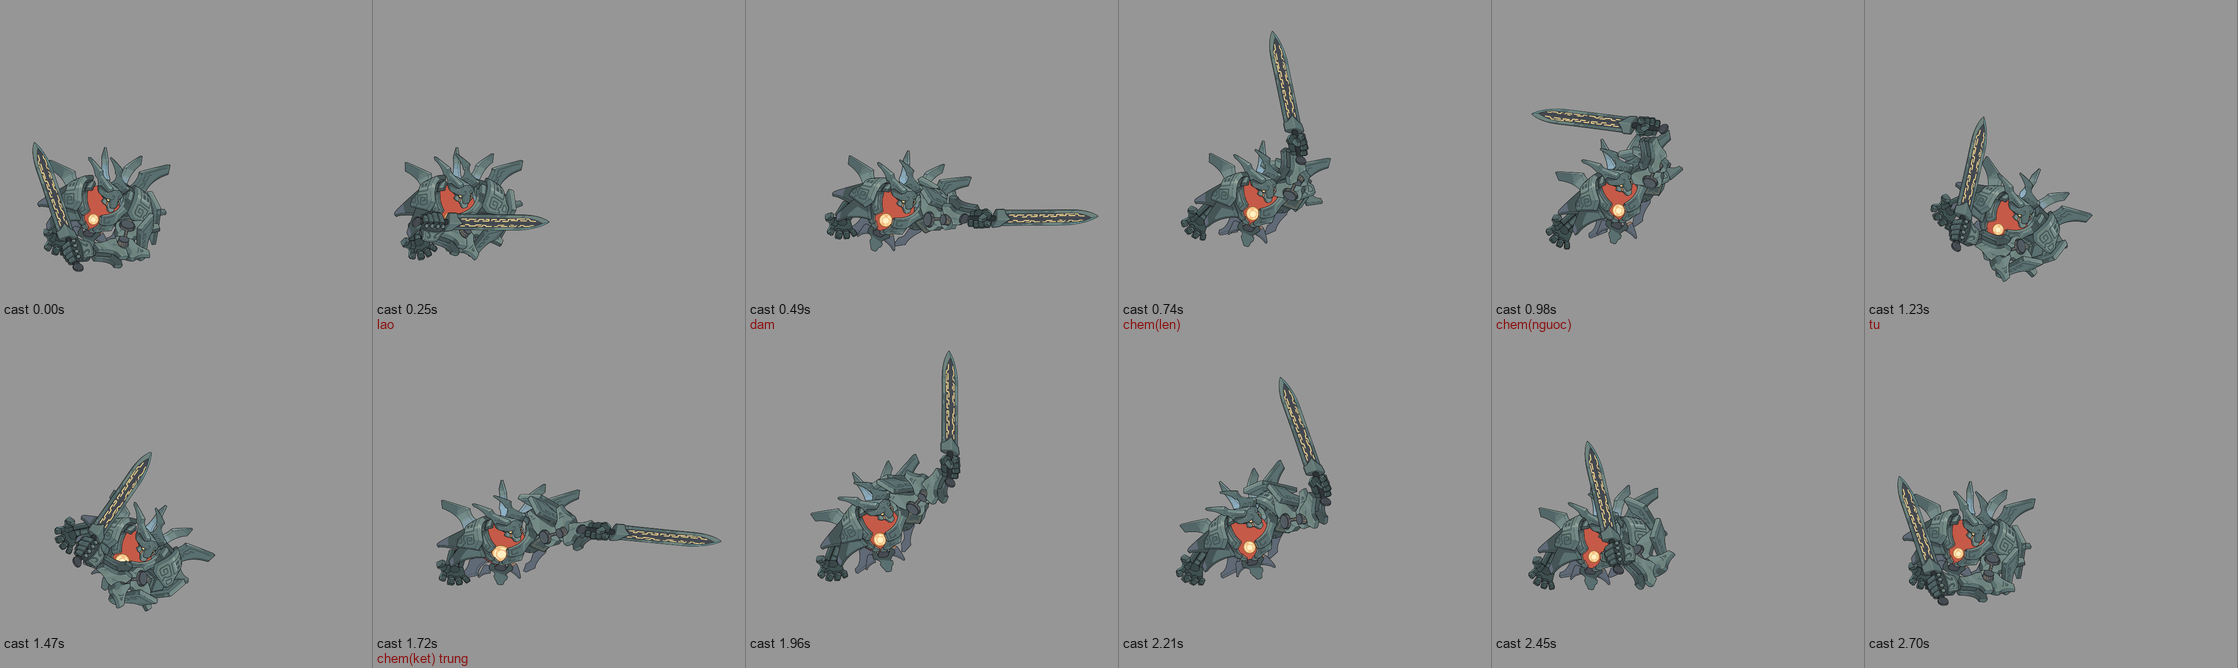 cast 0.00s
cast 0.25s
lao
cast 0.49s
dam
cast 0.74s
chem(len)
cast 0.98s
chem(nguoc)
cast 1.23s
tu
cast 1.47s
cast 1.72s
chem(ket) trung
cast 1.96s
cast 2.21s
cast 2.45s
cast 2.70s